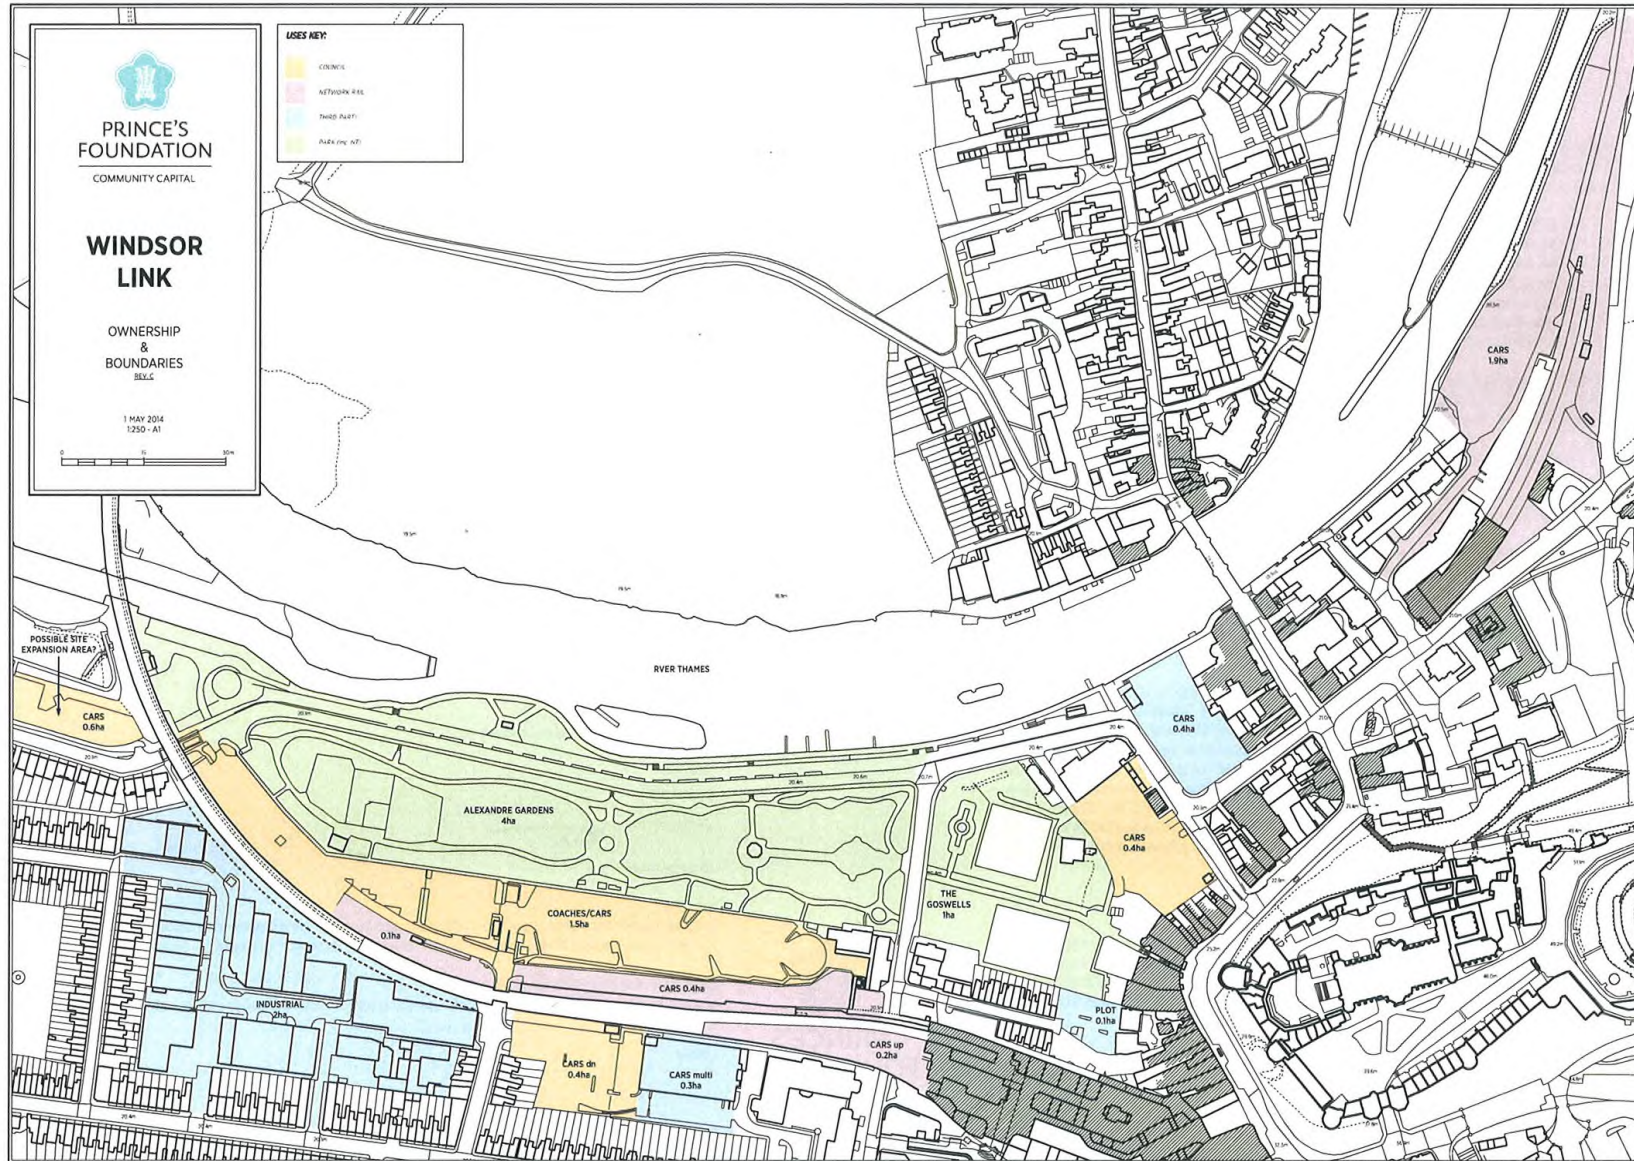 PRINCE'S
FOUNDATION
COMMUNITY CAPITAL
WINDSOR
LINK
OWNERSHIP
&
BOUNDARIES
REV. C
1 MAY 2014
1:250 - A1
0 15 30m
USES KEY:
COUNCIL
NETWORK RAIL
THIRD PARTY
CARS
1.9ha
POSSIBLE SITE
EXPANSION AREA?
CARS
0.6ha
RVER THAMES
CARS
0.4ha
ALEXANDRE GARDENS
4ha
CARS
0.4ha
THE
GOSWELLS
1ha
COACHES/CARS
1.5ha
0.1ha
CARS 0.4ha
INDUSTRIAL
2ha
PLOT
0.1ha
CARS up
0.2ha
CARS dn
0.4ha
CARS multi
0.3ha